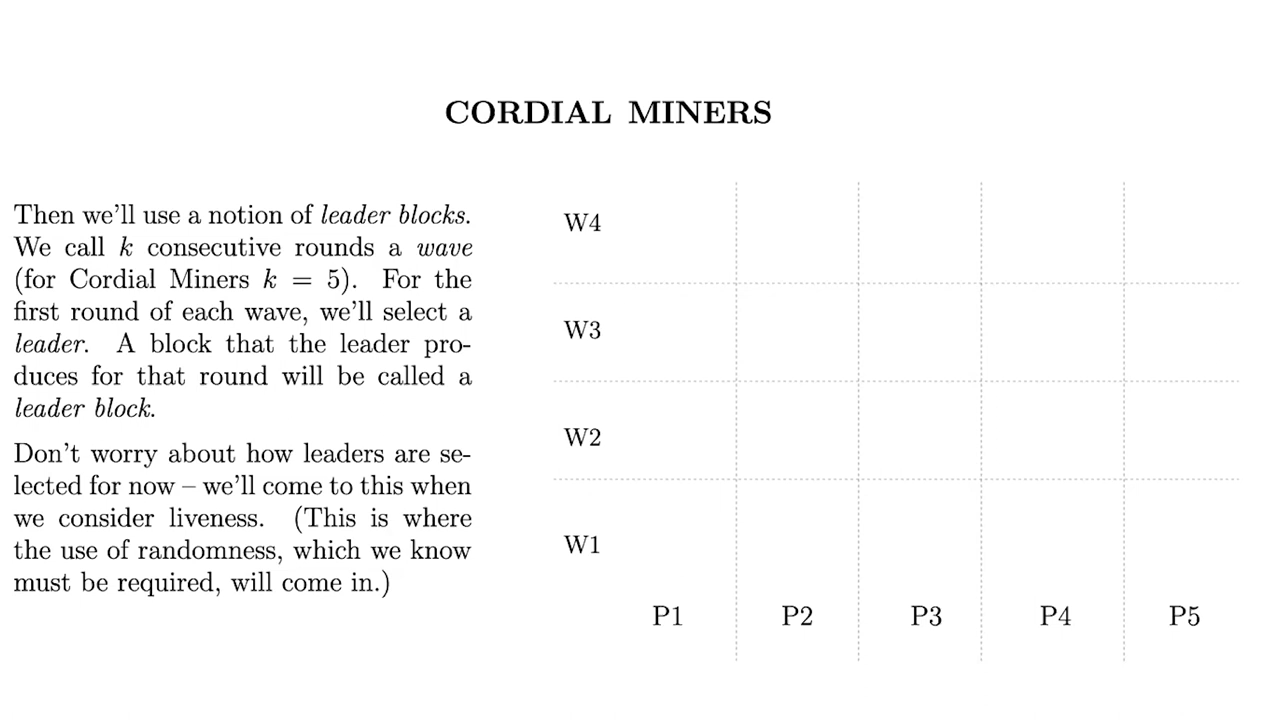 CORDIAL MINERS
Then we'll use a notion of leader blocks.
We call k consecutive rounds a wave
(for Cordial Miners k = 5). For the
first round of each wave, we'll select a
leader. A block that the leader pro-
duces for that round will be called a
leader block.
Don't worry about how leaders are se-
lected for now – we'll come to this when
we consider liveness. (This is where
the use of randomness, which we know
must be required, will come in.)
W4
W3
W2
W1
P1 P2 P3 P4 P5